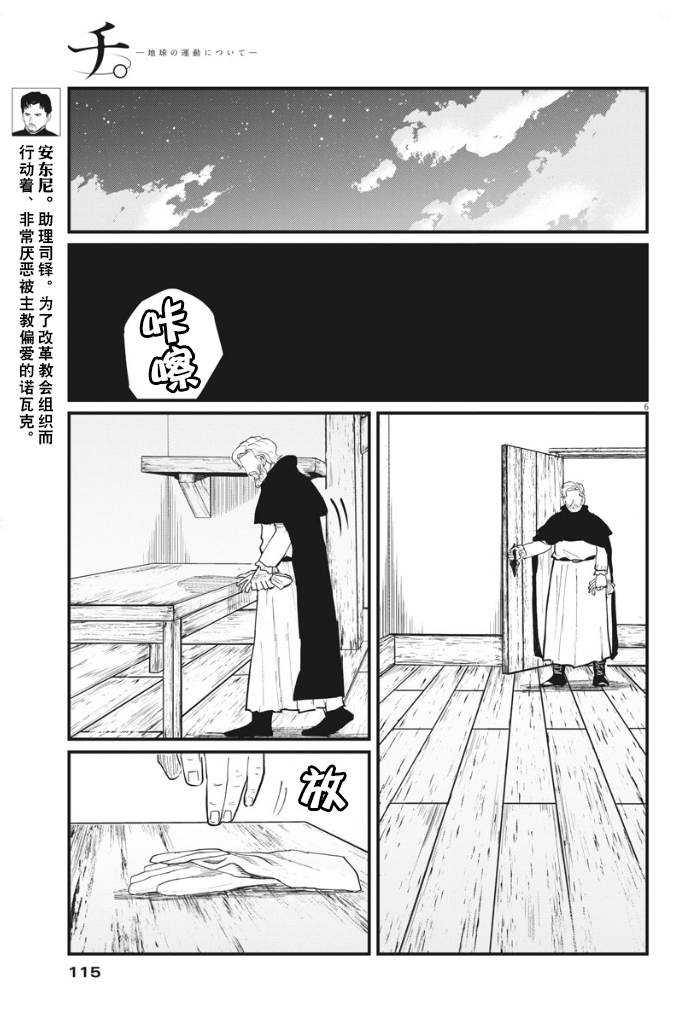 チ。
—地球の運動について—
安东尼。助理司铎。为了改革教会组织而
行动着、非常厌恶被主教偏爱的诺瓦克。
咔
嚓
6
放
115